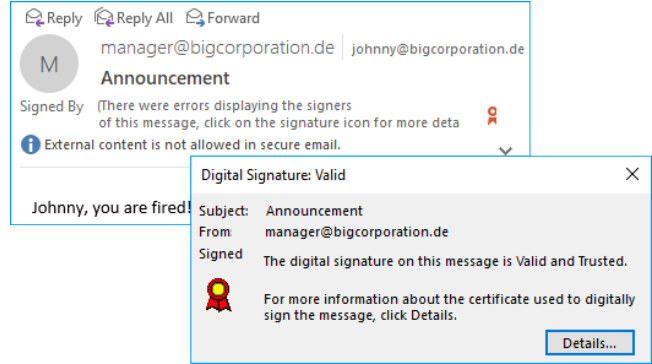 Reply Reply All Forward
M
manager@bigcorporation.de johnny@bigcorporation.de
Announcement
Signed By (There were errors displaying the signers
of this message, click on the signature icon for more deta
External content is not allowed in secure email.
Johnny, you are fired!
Digital Signature: Valid
Subject: Announcement
From: manager@bigcorporation.de
Signed
The digital signature on this message is Valid and Trusted.
For more information about the certificate used to digitally
sign the message, click Details.
Details...